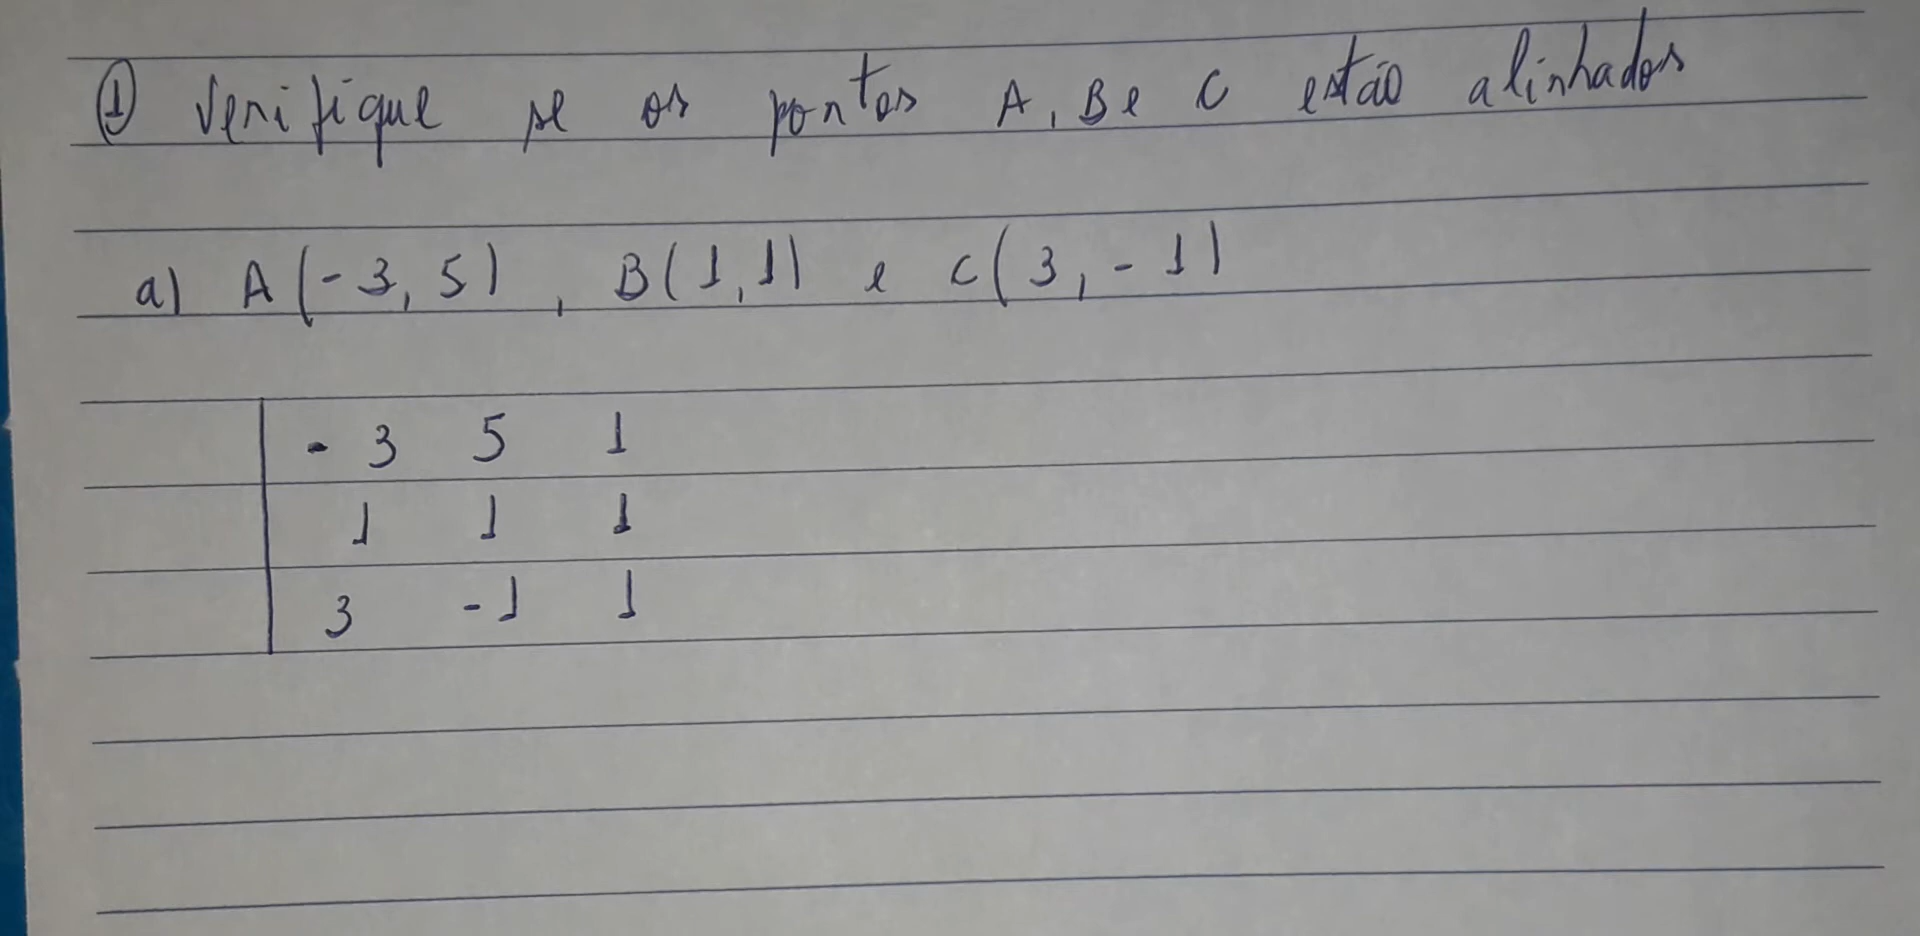 ① Verifique se os pontos A, B e C estão alinhados
a) A(-3, 5) , B(1,1) e C(3, -1)
-3 5 1
1 1 1
3 -1 1